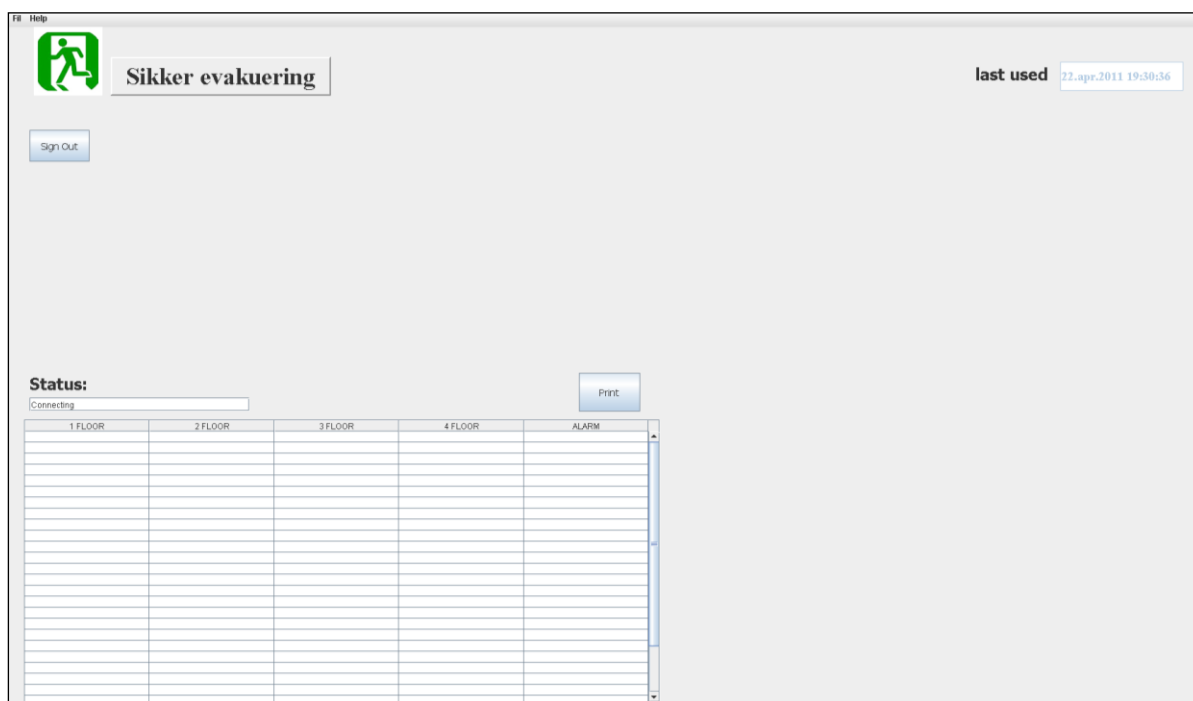 Fil Help
Sikker evakuering
last used 22.apr.2011 19:30:36
Sign Out
Status:
Print
Connecting
1 FLOOR 2 FLOOR 3 FLOOR 4 FLOOR ALARM